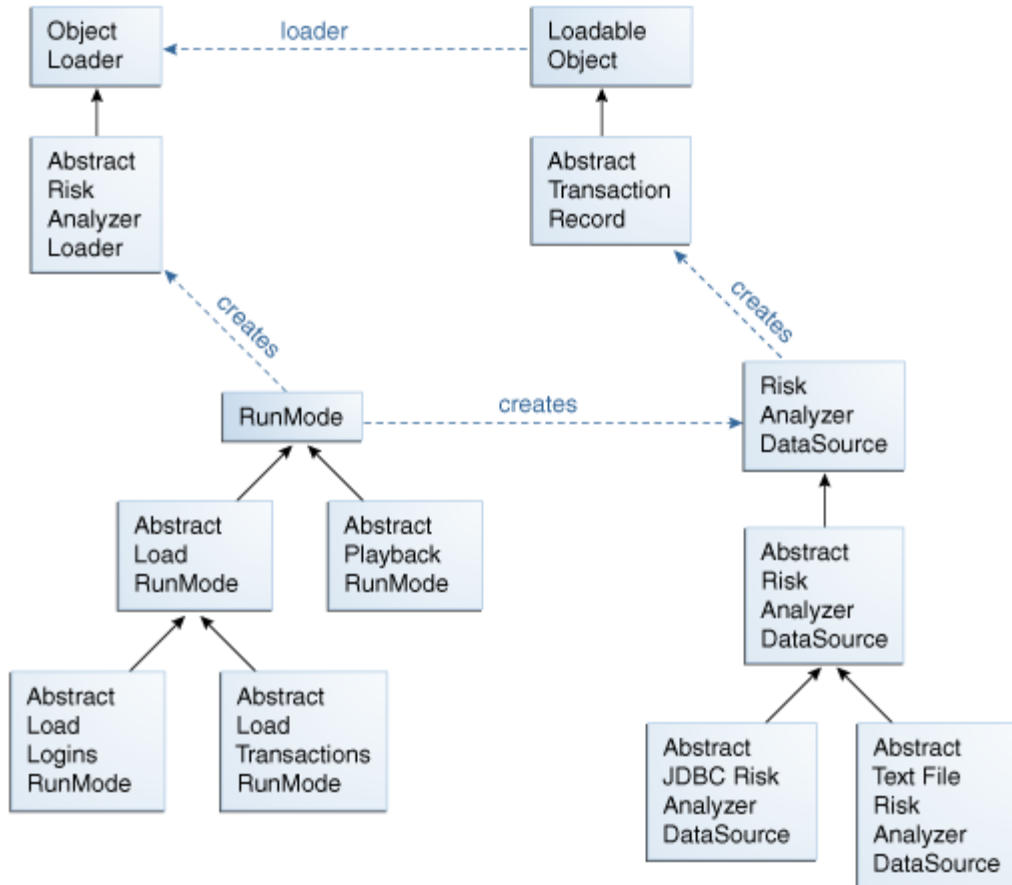 Object
Loader
loader
Loadable
Object
Abstract
Risk
Analyzer
Loader
Abstract
Transaction
Record
creates
creates
RunMode
creates
Risk
Analyzer
DataSource
Abstract
Load
RunMode
Abstract
Playback
RunMode
Abstract
Risk
Analyzer
DataSource
Abstract
Load
Logins
RunMode
Abstract
Load
Transactions
RunMode
Abstract
JDBC Risk
Analyzer
DataSource
Abstract
Text File
Risk
Analyzer
DataSource